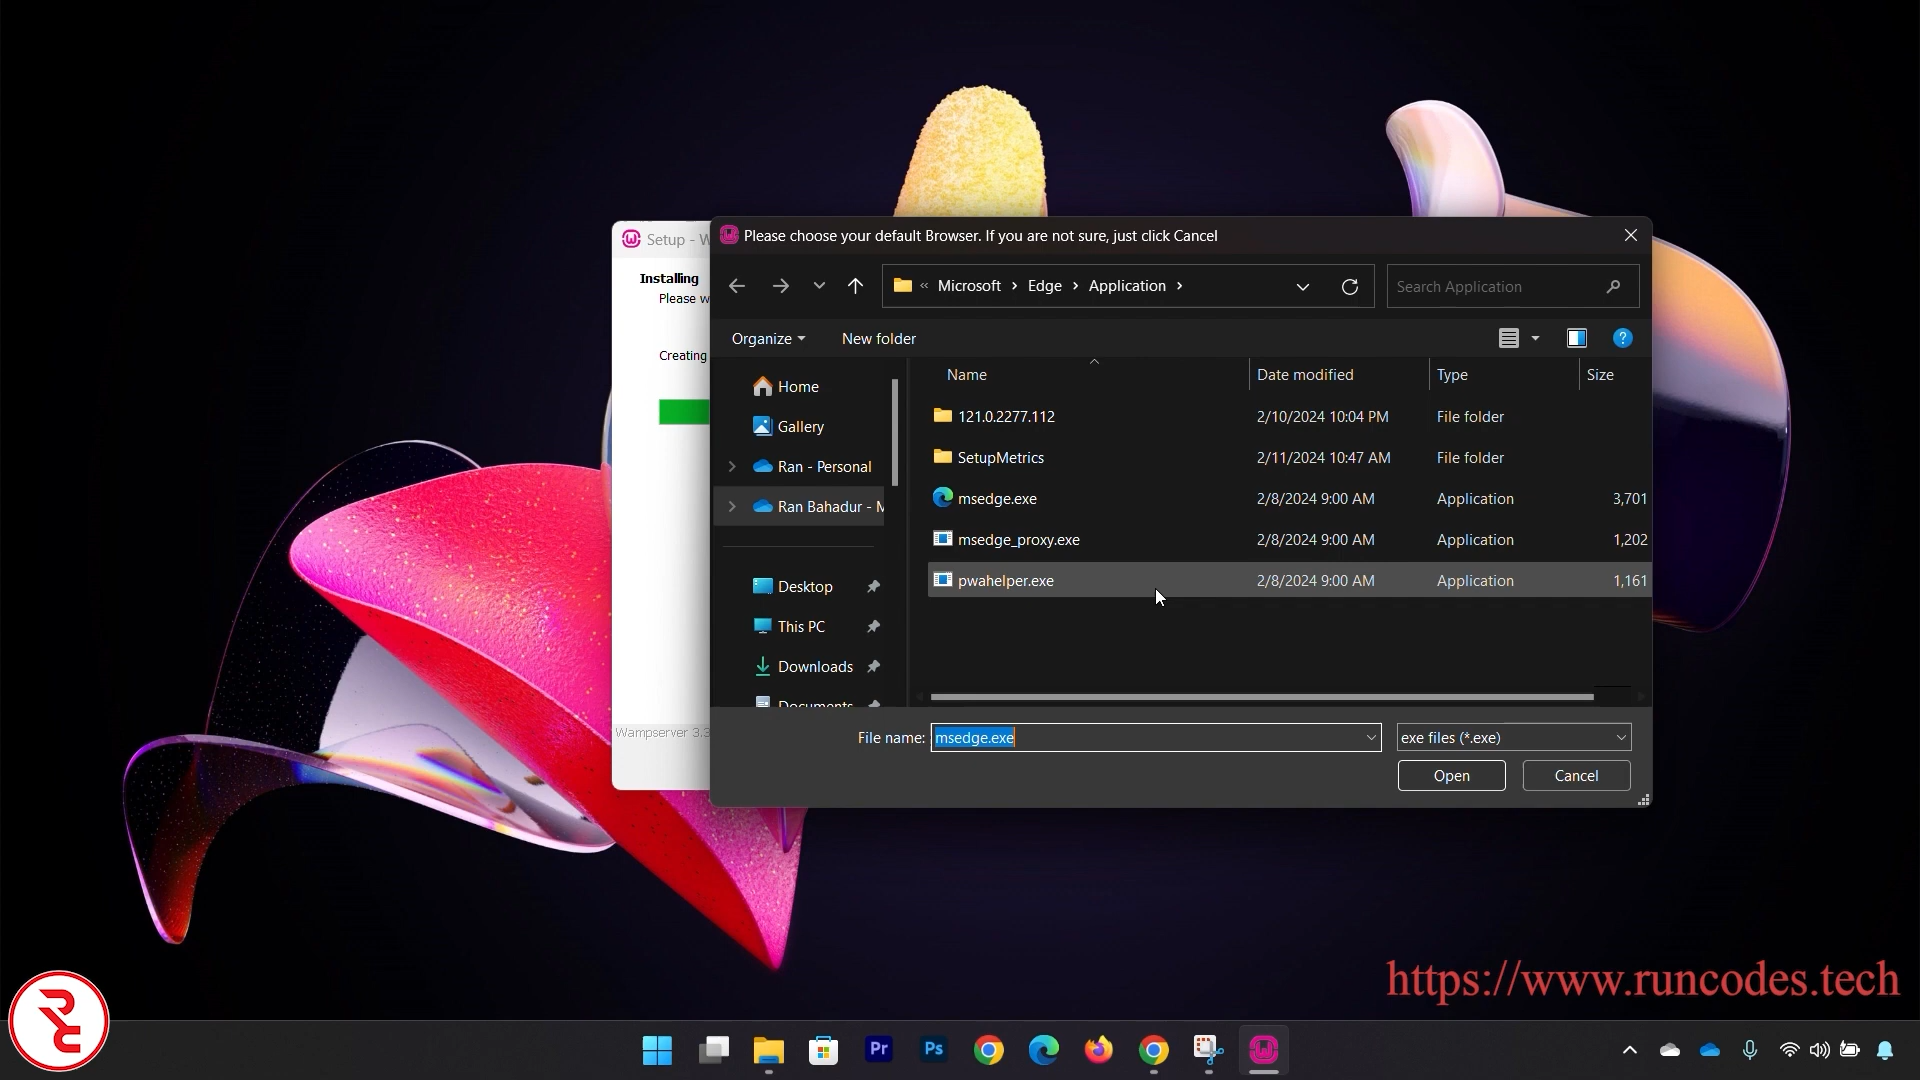 Setup - W
Installing
Please w
Creating
Wampserver 3.3
Please choose your default Browser. If you are not sure, just click Cancel
« Microsoft > Edge > Application >
Search Application
Organize
New folder
Home
Gallery
Ran - Personal
Ran Bahadur - M
Desktop
This PC
Downloads
Documents
Name Date modified Type Size
121.0.2277.112 2/10/2024 10:04 PM File folder
SetupMetrics 2/11/2024 10:47 AM File folder
msedge.exe 2/8/2024 9:00 AM Application 3,701
msedge_proxy.exe 2/8/2024 9:00 AM Application 1,202
pwahelper.exe 2/8/2024 9:00 AM Application 1,161
File name: msedge.exe
exe files (*.exe)
Open
Cancel
https://www.runcodes.tech
RC
Pr
Ps